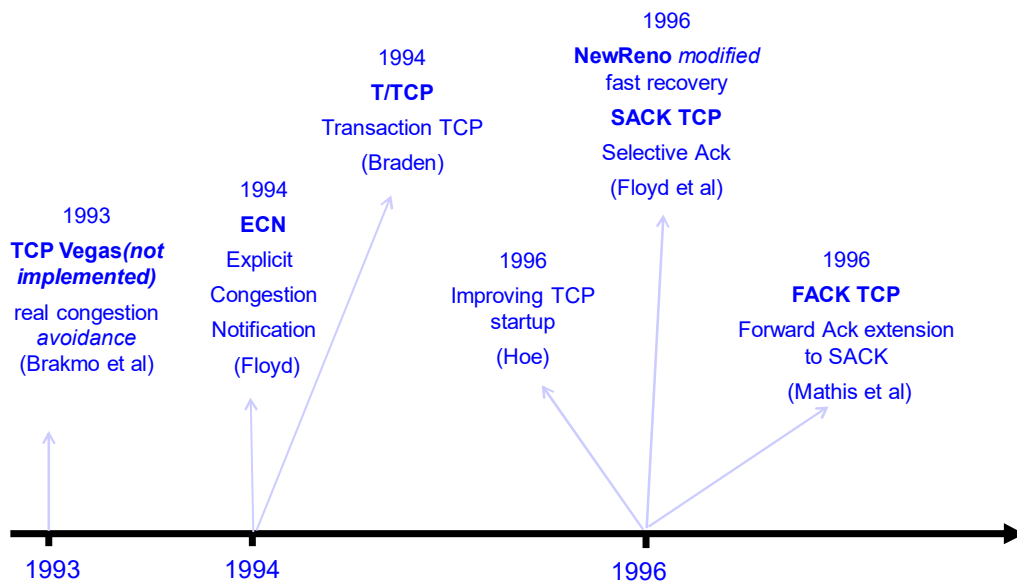 1993
TCP Vegas(not
implemented)
real congestion
avoidance
(Brakmo et al)
1994
ECN
Explicit
Congestion
Notification
(Floyd)
1994
T/TCP
Transaction TCP
(Braden)
1996
Improving TCP
startup
(Hoe)
1996
NewReno modified
fast recovery
SACK TCP
Selective Ack
(Floyd et al)
1996
FACK TCP
Forward Ack extension
to SACK
(Mathis et al)
1993
1994
1996